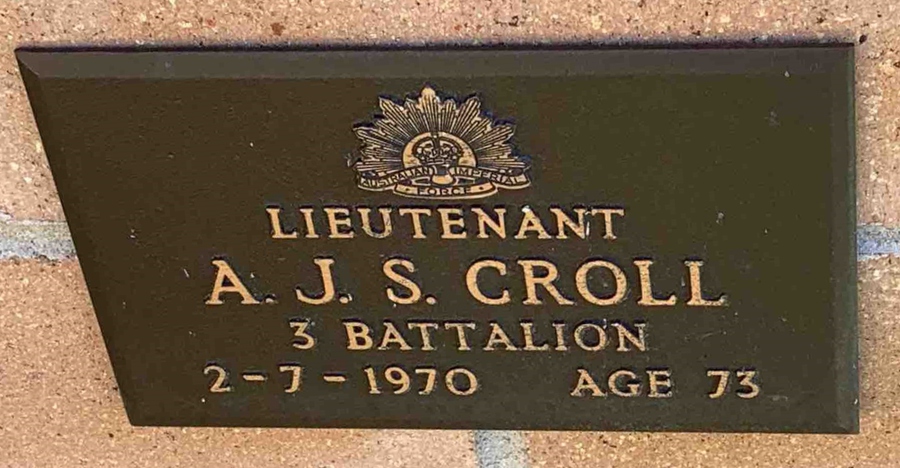 AUSTRALIAN IMPERIAL
FORCE
LIEUTENANT
A. J. S. CROLL
3 BATTALION
2-7-1970 AGE 73